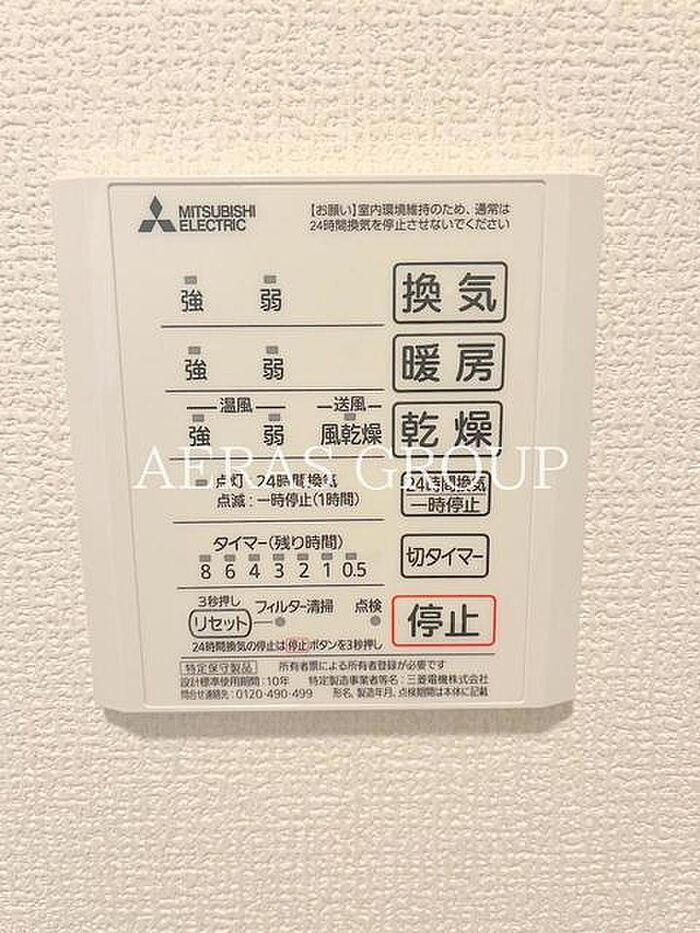 MITSUBISHI
ELECTRIC
【お願い】室内環境維持のため、通常は
24時間換気を停止させないでください
強 弱 換気
強 弱 暖房
温風 送風
強 弱 風乾燥 乾燥
AERAS GROUP
点灯:24時間換気
点滅:一時停止(1時間)
24時間換気
一時停止
タイマー(残り時間)
8 6 4 3 2 1 0.5
切タイマー
3秒押し
リセット フィルター清掃 点検
停止
24時間換気の停止は停止ボタンを3秒押し
特定保守製品 所有者票による所有者登録が必要です
設計標準使用期間:10年 特定製造事業者等名:三菱電機株式会社
問合せ連絡先:0120-490-499 形名、製造年月、点検期間は本体に記載